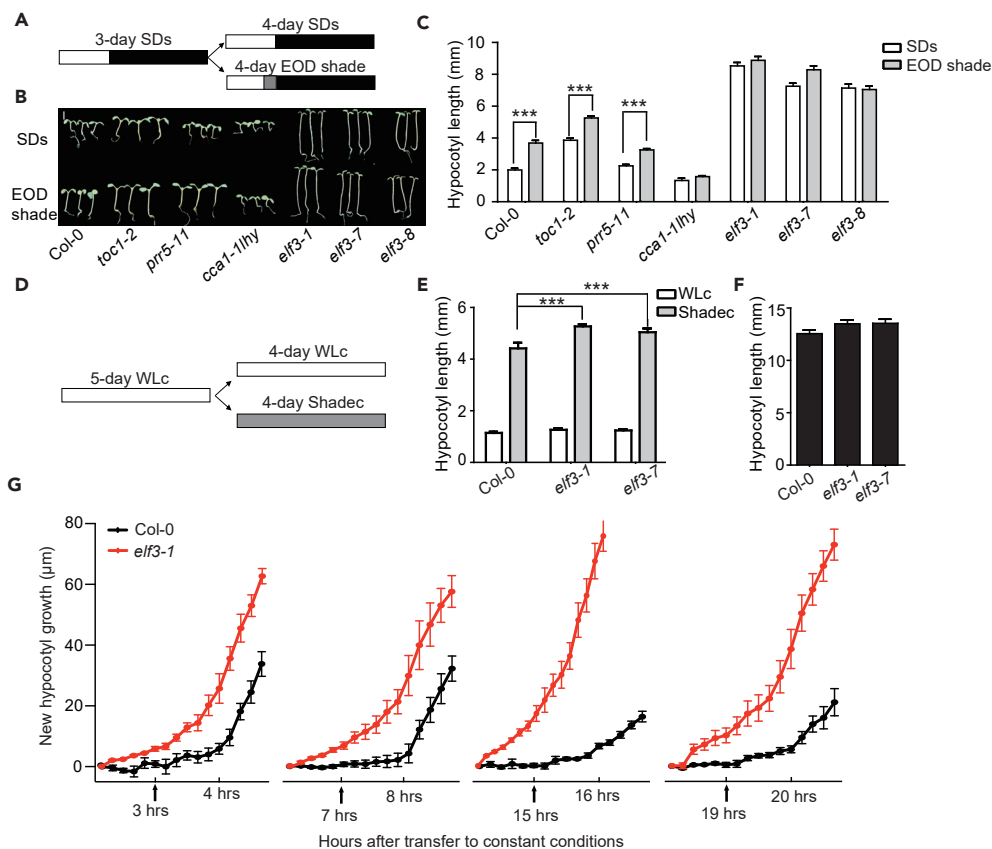 A
3-day SDs
4-day SDs
4-day EOD shade
B
SDs
EOD
shade
Col-0
toc1-2
prr5-11
cca1-1lhy
elf3-1
elf3-7
elf3-8
C
Hypocotyl length (mm)
10
8
6
4
2
0
***
***
***
SDs
EOD shade
Col-0
toc1-2
prr5-11
cca1-1lhy
elf3-1
elf3-7
elf3-8
D
5-day WLc
4-day WLc
4-day Shadec
E
Hypocotyl length (mm)
6
4
2
0
***
***
WLc
Shadec
Col-0
elf3-1
elf3-7
F
Hypocotyl length (mm)
15
10
5
0
Col-0
elf3-1
elf3-7
G
New hypocotyl growth (µm)
80
60
40
20
0
Col-0
elf3-1
3 hrs
4 hrs
7 hrs
8 hrs
15 hrs
16 hrs
19 hrs
20 hrs
Hours after transfer to constant conditions